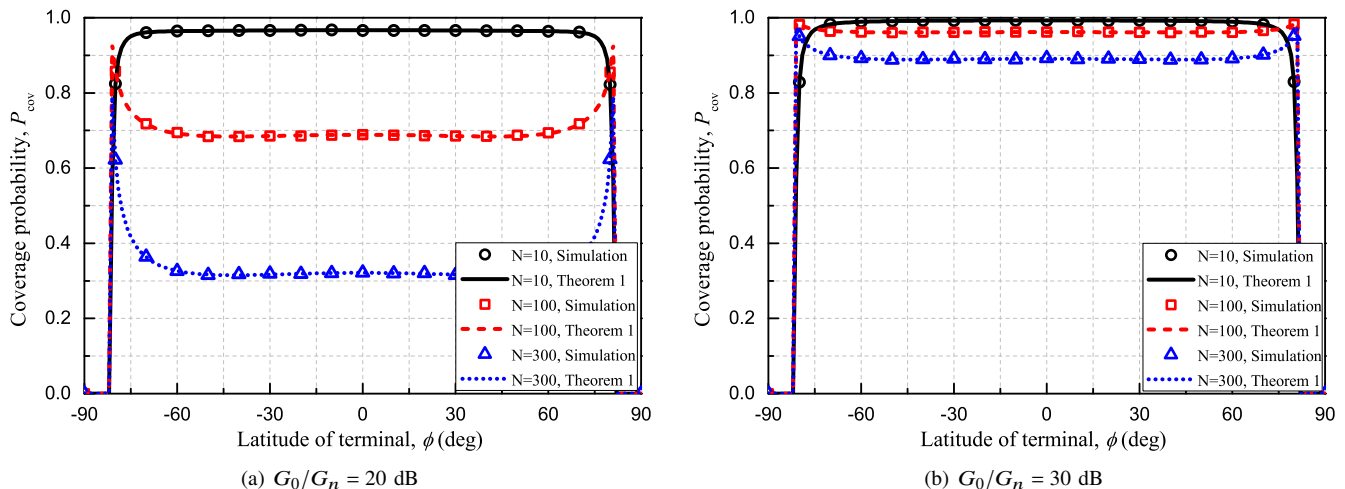 1.0
0.8
0.6
0.4
0.2
0.0
Coverage probability, P_cov
-90 -60 -30 0 30 60 90
Latitude of terminal, ϕ (deg)
N=10, Simulation
N=10, Theorem 1
N=100, Simulation
N=100, Theorem 1
N=300, Simulation
N=300, Theorem 1
(a) G_0/G_n = 20 dB
1.0
0.8
0.6
0.4
0.2
0.0
Coverage probability, P_cov
-90 -60 -30 0 30 60 90
Latitude of terminal, ϕ (deg)
N=10, Simulation
N=10, Theorem 1
N=100, Simulation
N=100, Theorem 1
N=300, Simulation
N=300, Theorem 1
(b) G_0/G_n = 30 dB